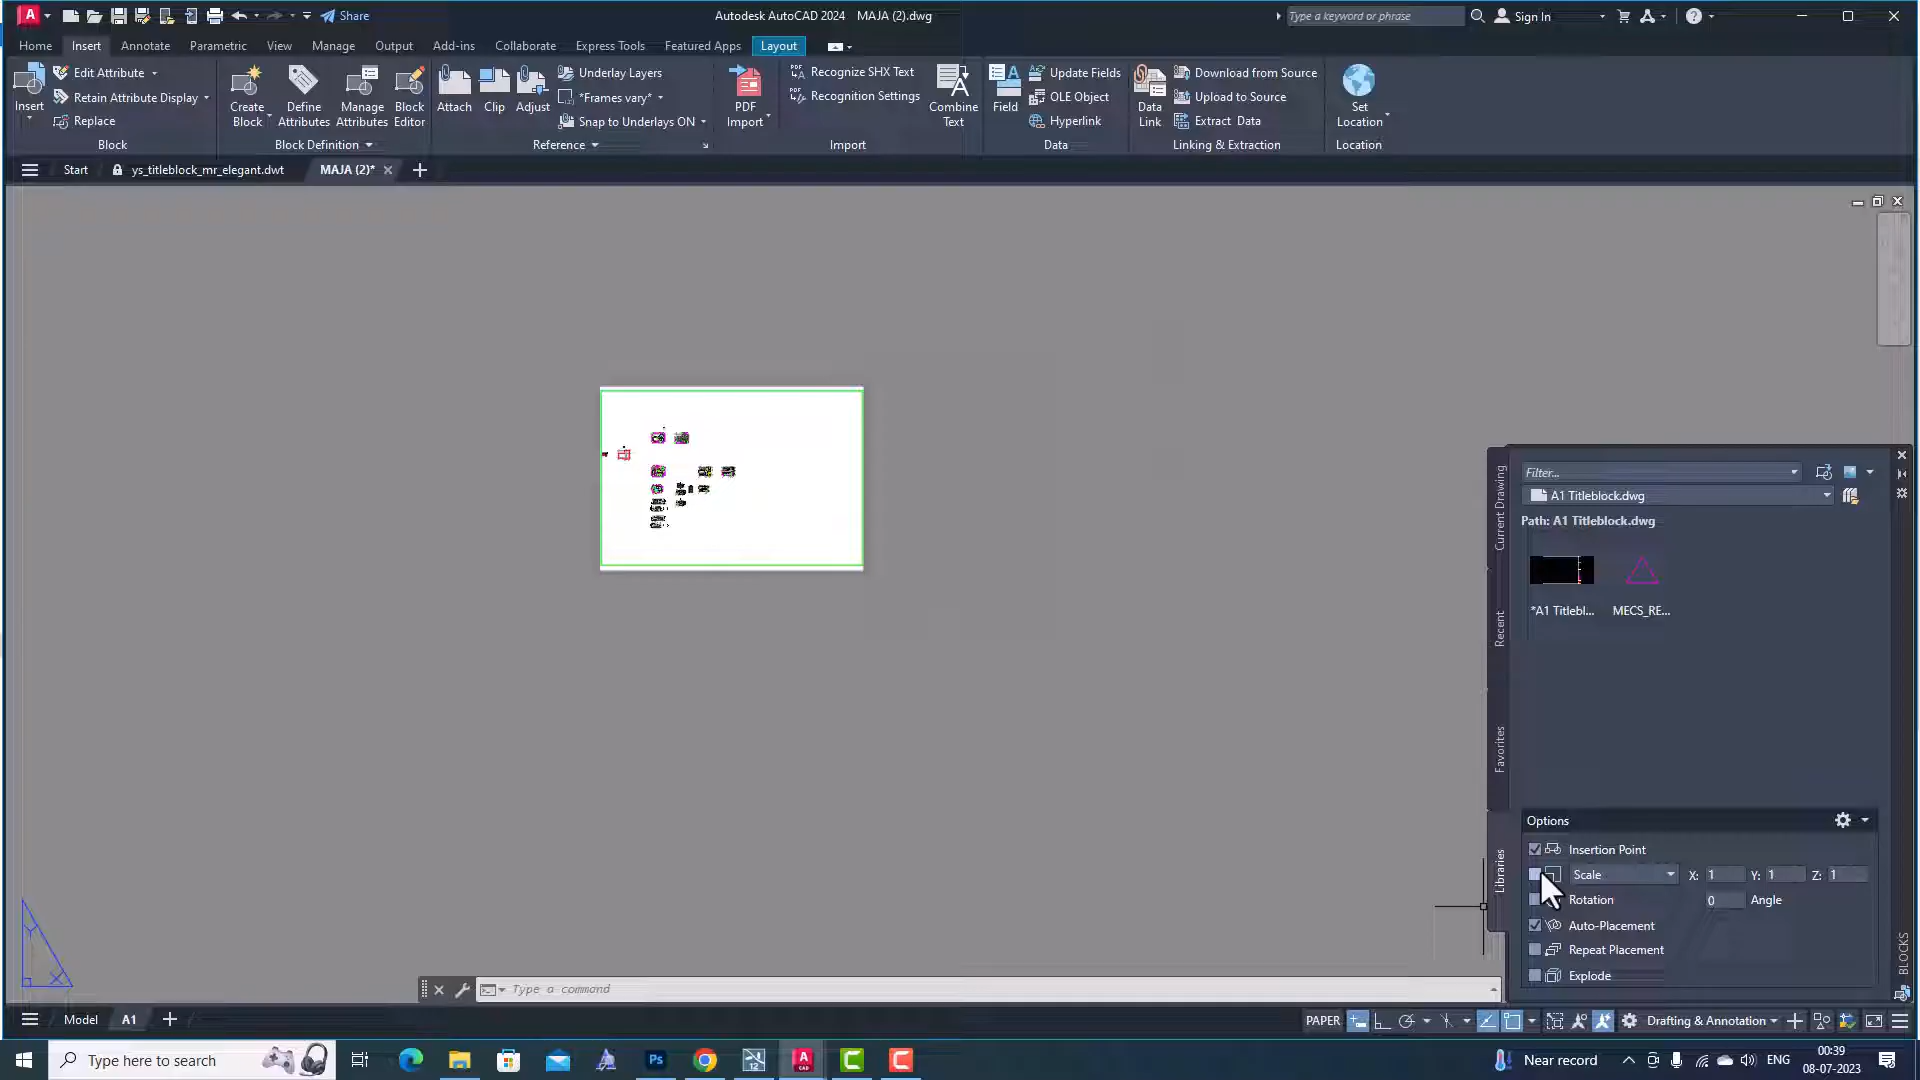 Share
Autodesk AutoCAD 2024 MAJA (2).dwg
Type a keyword or phrase
Sign In
Home Insert Annotate Parametric View Manage Output Add-ins Collaborate Express Tools Featured Apps Layout
Insert
Edit Attribute
Retain Attribute Display
Replace
Block
Create Block
Define Attributes
Manage Attributes
Block Editor
Block Definition
Attach
Clip
Adjust
Underlay Layers
*Frames vary*
Snap to Underlays ON
Reference
PDF Import
Recognize SHX Text
Recognition Settings
Combine Text
Import
Field
Update Fields
OLE Object
Hyperlink
Data
Data Link
Download from Source
Upload to Source
Extract Data
Linking & Extraction
Set Location
Location
Start
ys_titleblock_mr_elegant.dwt
MAJA (2)*
Current Drawing
Recent
Favorites
Libraries
Filter...
A1 Titleblock.dwg
Path: A1 Titleblock.dwg
*A1 Titlebl...
MECS_RE...
Options
Insertion Point
Scale X: 1 Y: 1 Z: 1
Rotation 0 Angle
Auto-Placement
Repeat Placement
Explode
BLOCKS
Type a command
Model A1
PAPER
Drafting & Annotation
Type here to search
Near record
ENG
00:39
08-07-2023